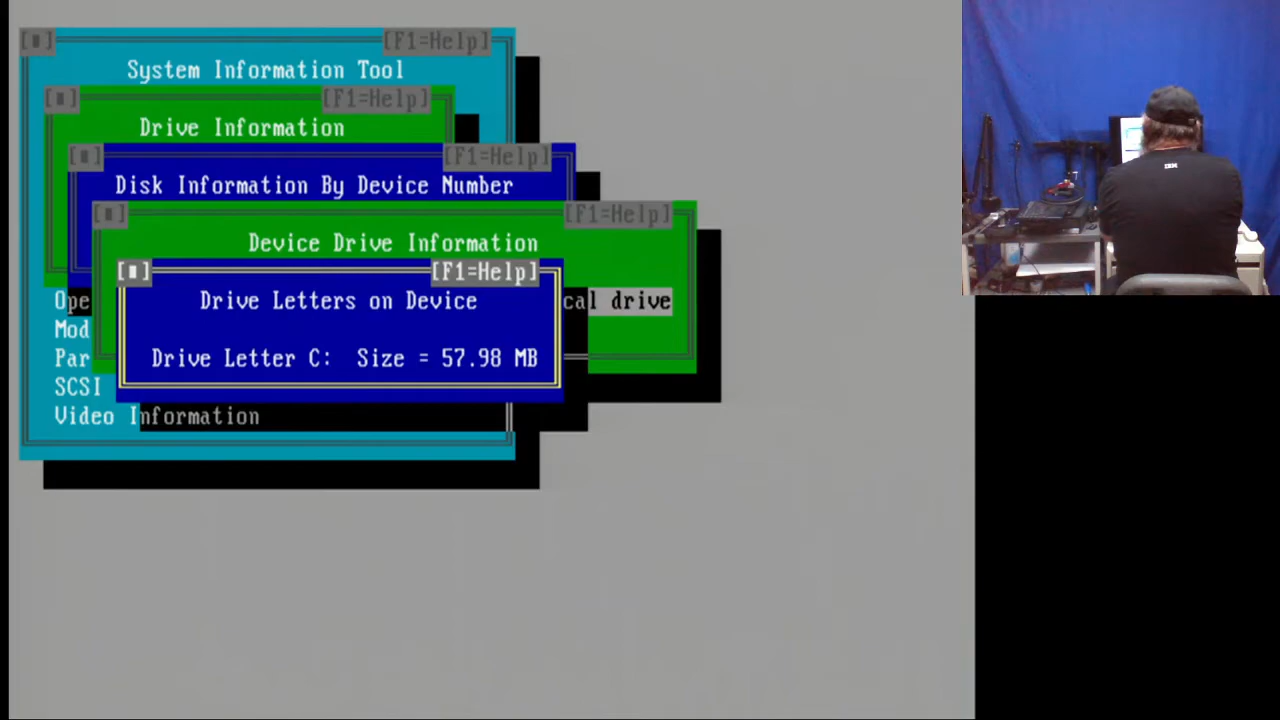 [F1=Help]
System Information Tool
[F1=Help]
Drive Information
[F1=Help]
Disk Information By Device Number
[F1=Help]
Device Drive Information
[F1=Help]
Drive Letters on Device
Ope
cal drive
Mod
Drive Letter C: Size = 57.98 MB
Par
SCSI
Video Information
IBM